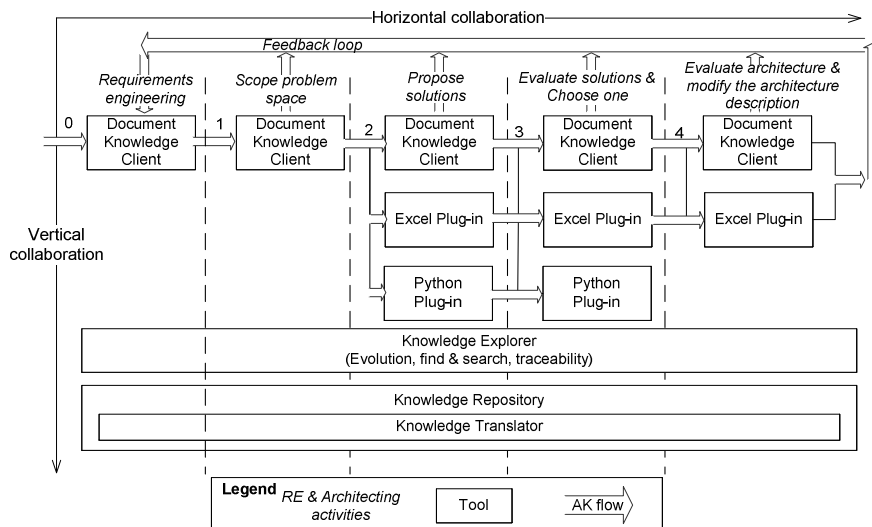 Horizontal collaboration
Feedback loop
Requirements
engineering
Scope problem
space
Propose
solutions
Evaluate solutions &
Choose one
Evaluate architecture &
modify the architecture
description
0
Document
Knowledge
Client
1
Document
Knowledge
Client
2
Document
Knowledge
Client
3
Document
Knowledge
Client
4
Document
Knowledge
Client
Vertical
collaboration
Excel Plug-in
Excel Plug-in
Excel Plug-in
Python
Plug-in
Python
Plug-in
Knowledge Explorer
(Evolution, find & search, traceability)
Knowledge Repository
Knowledge Translator
Legend
RE & Architecting
activities
Tool
AK flow